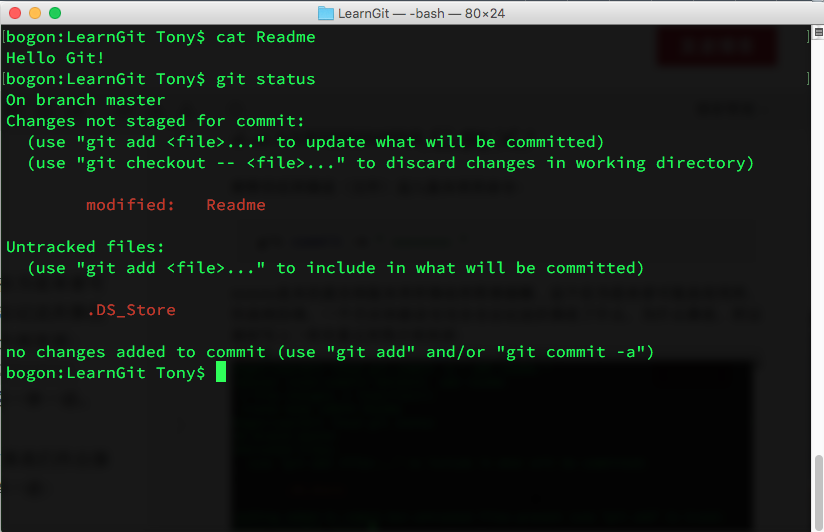 LearnGit — -bash — 80×24
[bogon:LearnGit Tony$ cat Readme ]
Hello Git!
[bogon:LearnGit Tony$ git status ]
On branch master
Changes not staged for commit:
  (use "git add <file>..." to update what will be committed)
  (use "git checkout -- <file>..." to discard changes in working directory)
        modified:   Readme
Untracked files:
  (use "git add <file>..." to include in what will be committed)
        .DS_Store
no changes added to commit (use "git add" and/or "git commit -a")
bogon:LearnGit Tony$